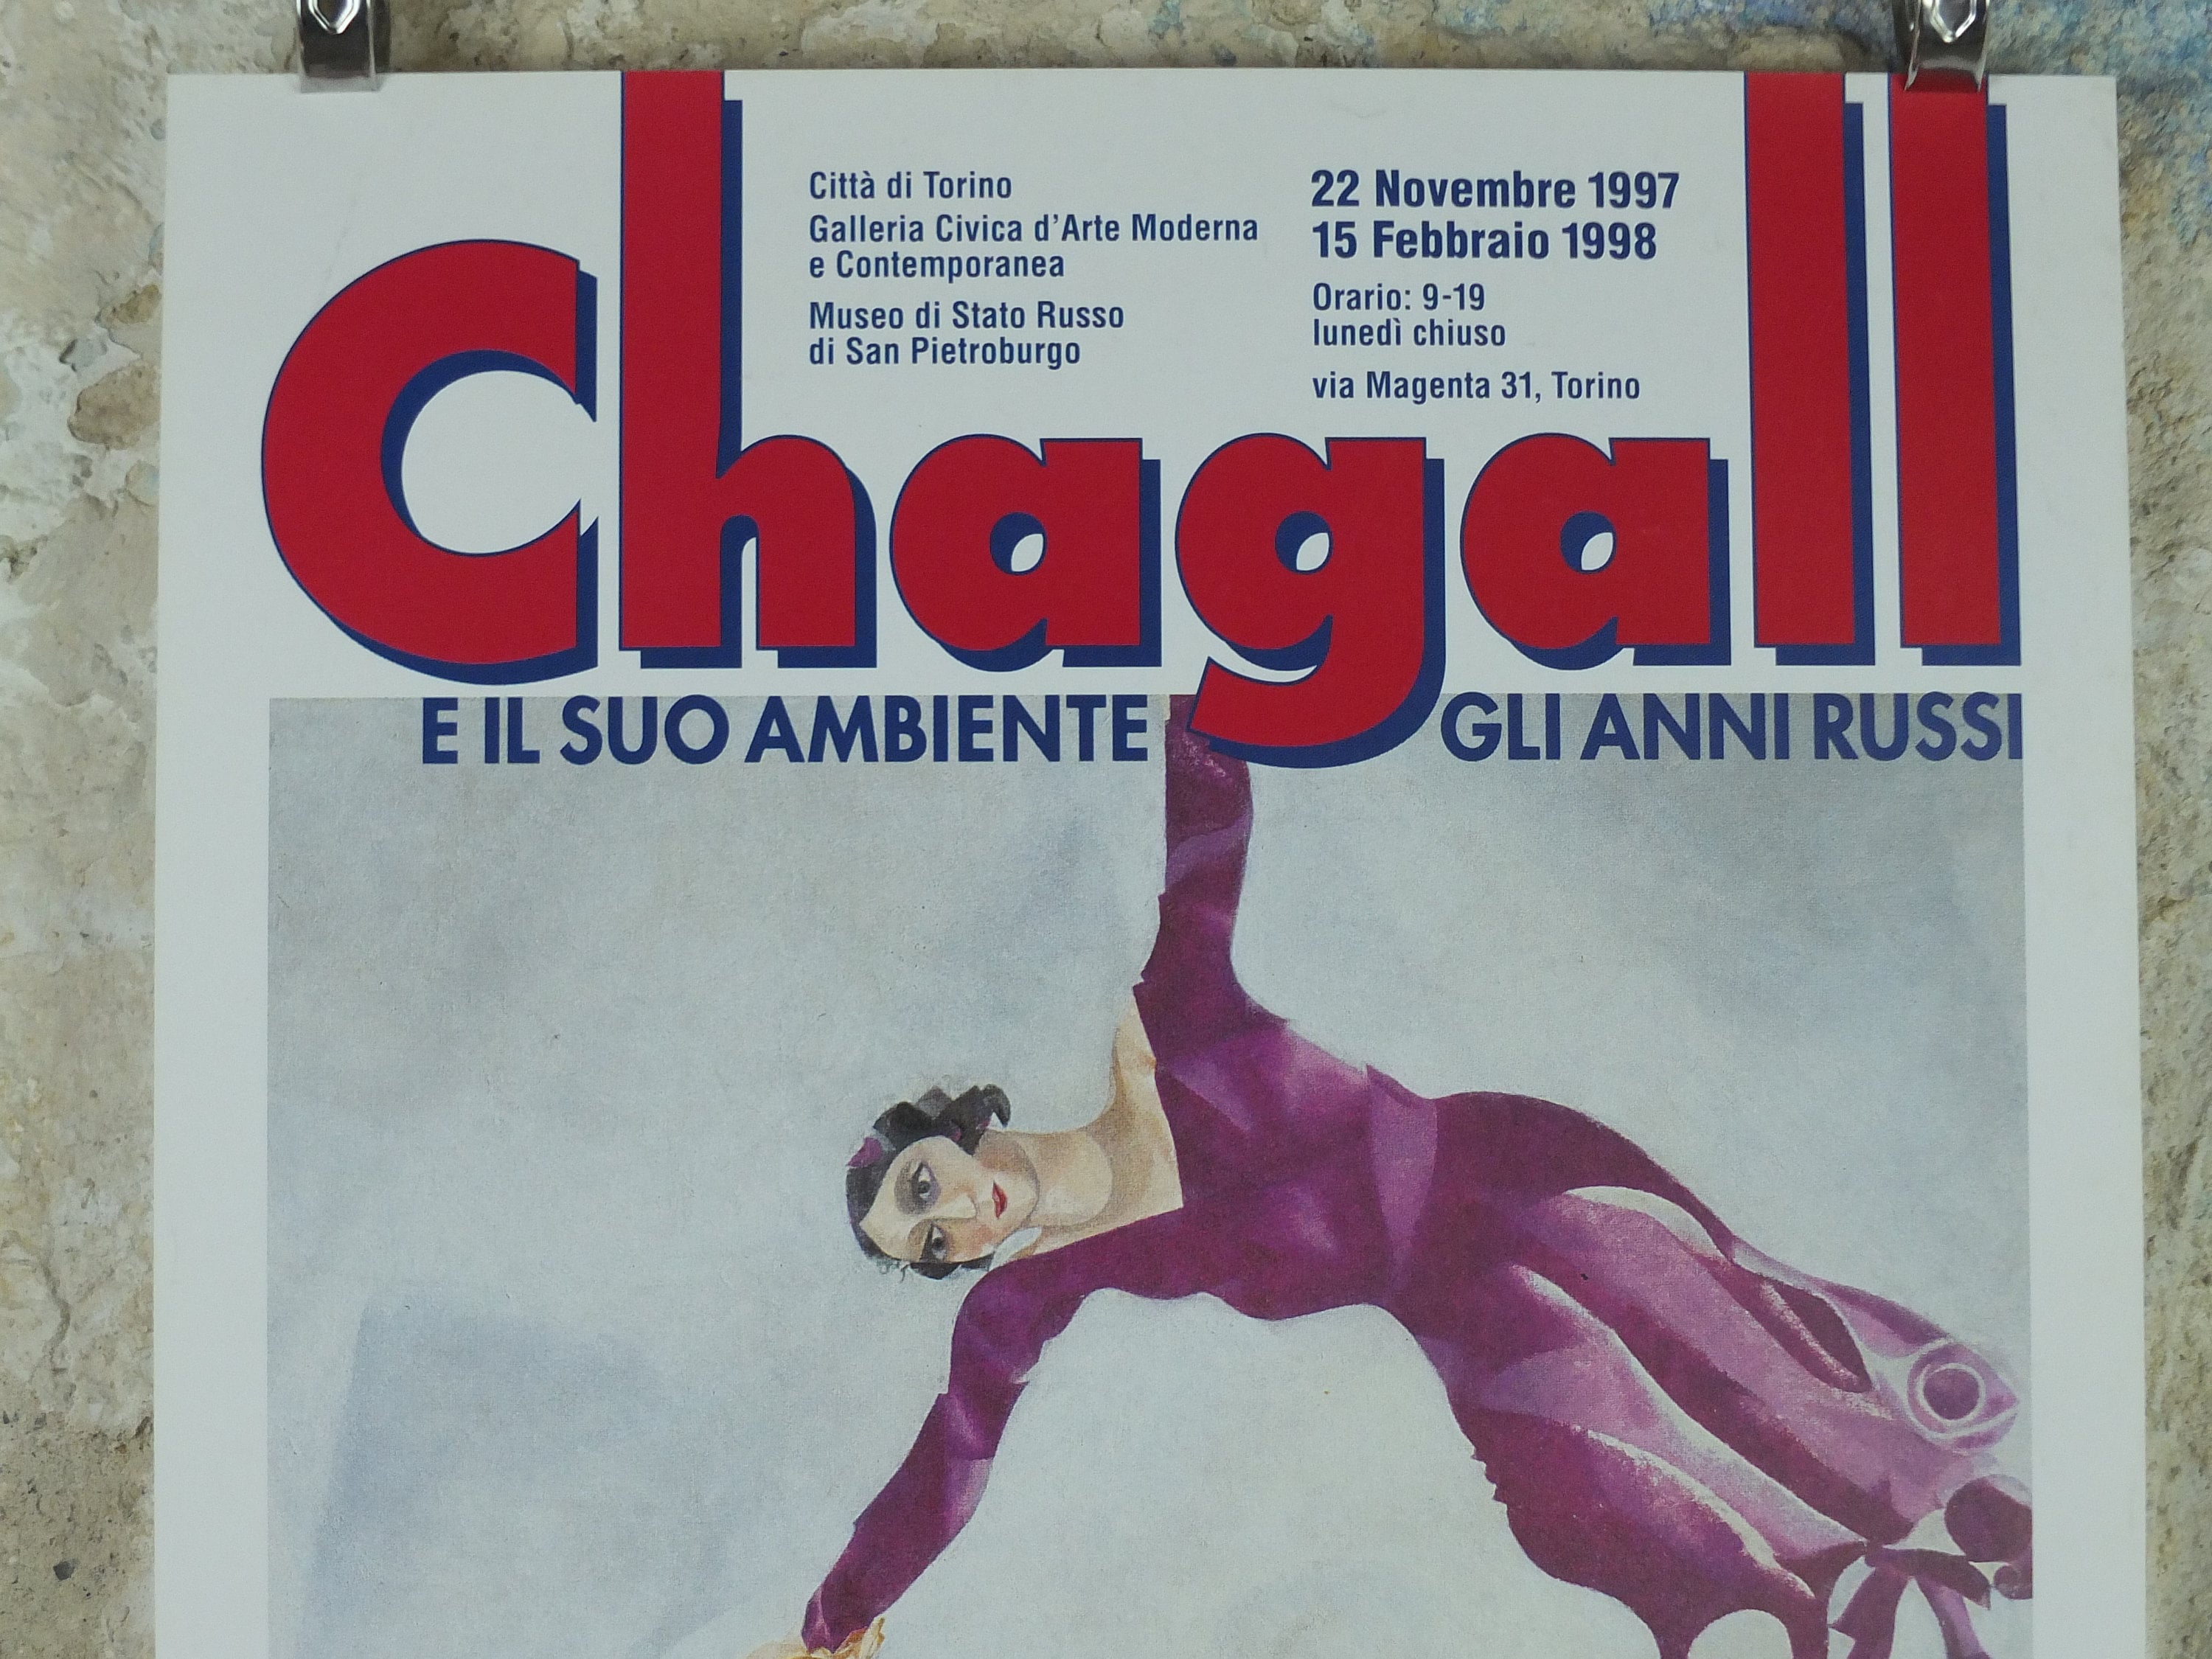 Chagall
Città di Torino
Galleria Civica d'Arte Moderna
e Contemporanea
Museo di Stato Russo
di San Pietroburgo
22 Novembre 1997
15 Febbraio 1998
Orario: 9-19
lunedì chiuso
via Magenta 31, Torino
E IL SUO AMBIENTE GLI ANNI RUSSI